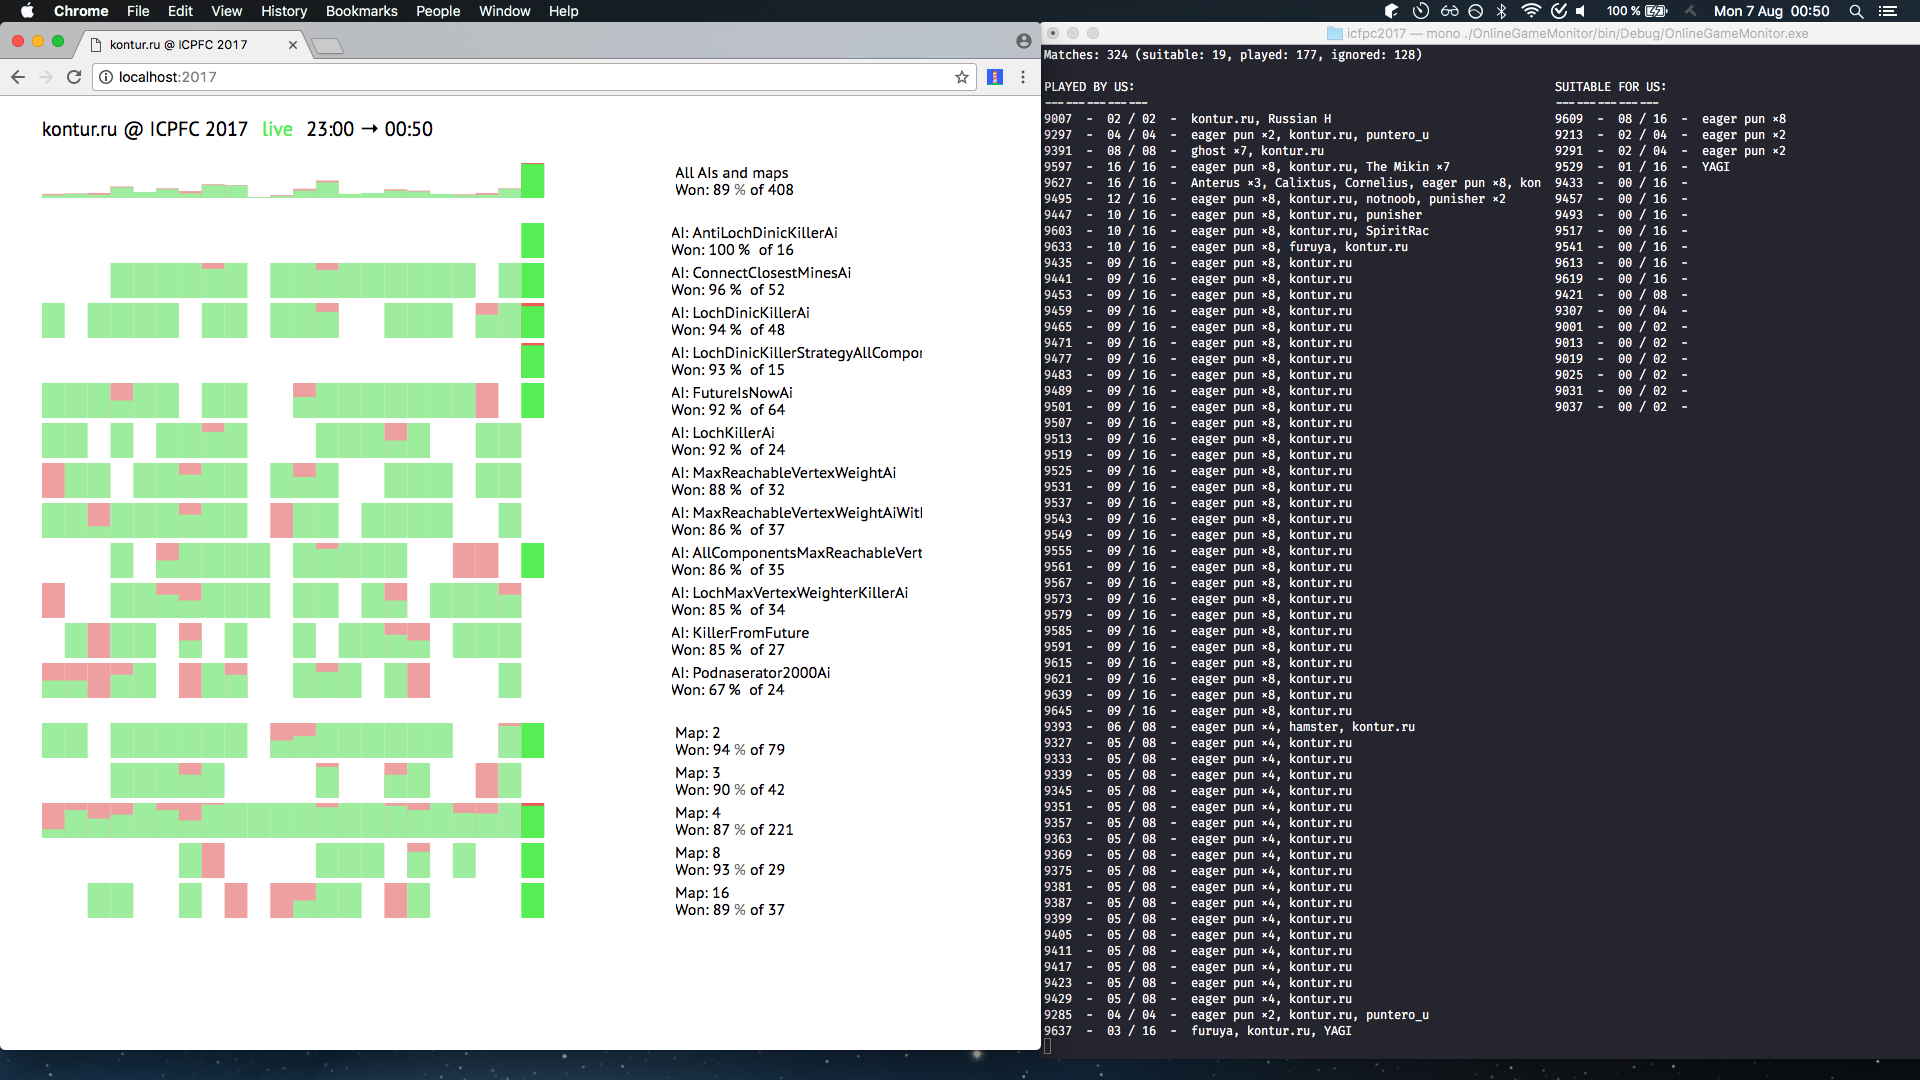 Chrome File Edit View History Bookmarks People Window Help 100 % Mon 7 Aug 00:50
kontur.ru @ ICPFC 2017
localhost:2017
kontur.ru @ ICPFC 2017 live 23:00 → 00:50
All AIs and maps
Won: 89 % of 408
AI: AntiLochDinicKillerAi
Won: 100 % of 16
AI: ConnectClosestMinesAi
Won: 96 % of 52
AI: LochDinicKillerAi
Won: 94 % of 48
AI: LochDinicKillerStrategyAllCompor
Won: 93 % of 15
AI: FutureIsNowAi
Won: 92 % of 64
AI: LochKillerAi
Won: 92 % of 24
AI: MaxReachableVertexWeightAi
Won: 88 % of 32
AI: MaxReachableVertexWeightAiWitl
Won: 86 % of 37
AI: AllComponentsMaxReachableVert
Won: 86 % of 35
AI: LochMaxVertexWeighterKillerAi
Won: 85 % of 34
AI: KillerFromFuture
Won: 85 % of 27
AI: Podnaserator2000Ai
Won: 67 % of 24
Map: 2
Won: 94 % of 79
Map: 3
Won: 90 % of 42
Map: 4
Won: 87 % of 221
Map: 8
Won: 93 % of 29
Map: 16
Won: 89 % of 37
icfpc2017 — mono ./OnlineGameMonitor/bin/Debug/OnlineGameMonitor.exe
Matches: 324 (suitable: 19, played: 177, ignored: 128)
PLAYED BY US:
----------
9007 - 02 / 02 - kontur.ru, Russian H
9297 - 04 / 04 - eager pun ×2, kontur.ru, puntero_u
9391 - 08 / 08 - ghost ×7, kontur.ru
9597 - 16 / 16 - eager pun ×8, kontur.ru, The Mikin ×7
9627 - 16 / 16 - Anterus ×3, Calixtus, Cornelius, eager pun ×8, kon
9495 - 12 / 16 - eager pun ×8, kontur.ru, notnoob, punisher ×2
9447 - 10 / 16 - eager pun ×8, kontur.ru, punisher
9603 - 10 / 16 - eager pun ×8, kontur.ru, SpiritRac
9633 - 10 / 16 - eager pun ×8, furuya, kontur.ru
9435 - 09 / 16 - eager pun ×8, kontur.ru
9441 - 09 / 16 - eager pun ×8, kontur.ru
9453 - 09 / 16 - eager pun ×8, kontur.ru
9459 - 09 / 16 - eager pun ×8, kontur.ru
9465 - 09 / 16 - eager pun ×8, kontur.ru
9471 - 09 / 16 - eager pun ×8, kontur.ru
9477 - 09 / 16 - eager pun ×8, kontur.ru
9483 - 09 / 16 - eager pun ×8, kontur.ru
9489 - 09 / 16 - eager pun ×8, kontur.ru
9501 - 09 / 16 - eager pun ×8, kontur.ru
9507 - 09 / 16 - eager pun ×8, kontur.ru
9513 - 09 / 16 - eager pun ×8, kontur.ru
9519 - 09 / 16 - eager pun ×8, kontur.ru
9525 - 09 / 16 - eager pun ×8, kontur.ru
9531 - 09 / 16 - eager pun ×8, kontur.ru
9537 - 09 / 16 - eager pun ×8, kontur.ru
9543 - 09 / 16 - eager pun ×8, kontur.ru
9549 - 09 / 16 - eager pun ×8, kontur.ru
9555 - 09 / 16 - eager pun ×8, kontur.ru
9561 - 09 / 16 - eager pun ×8, kontur.ru
9567 - 09 / 16 - eager pun ×8, kontur.ru
9573 - 09 / 16 - eager pun ×8, kontur.ru
9579 - 09 / 16 - eager pun ×8, kontur.ru
9585 - 09 / 16 - eager pun ×8, kontur.ru
9591 - 09 / 16 - eager pun ×8, kontur.ru
9615 - 09 / 16 - eager pun ×8, kontur.ru
9621 - 09 / 16 - eager pun ×8, kontur.ru
9639 - 09 / 16 - eager pun ×8, kontur.ru
9645 - 09 / 16 - eager pun ×8, kontur.ru
9393 - 06 / 08 - eager pun ×4, hamster, kontur.ru
9327 - 05 / 08 - eager pun ×4, kontur.ru
9333 - 05 / 08 - eager pun ×4, kontur.ru
9339 - 05 / 08 - eager pun ×4, kontur.ru
9345 - 05 / 08 - eager pun ×4, kontur.ru
9351 - 05 / 08 - eager pun ×4, kontur.ru
9357 - 05 / 08 - eager pun ×4, kontur.ru
9363 - 05 / 08 - eager pun ×4, kontur.ru
9369 - 05 / 08 - eager pun ×4, kontur.ru
9375 - 05 / 08 - eager pun ×4, kontur.ru
9381 - 05 / 08 - eager pun ×4, kontur.ru
9387 - 05 / 08 - eager pun ×4, kontur.ru
9399 - 05 / 08 - eager pun ×4, kontur.ru
9405 - 05 / 08 - eager pun ×4, kontur.ru
9411 - 05 / 08 - eager pun ×4, kontur.ru
9417 - 05 / 08 - eager pun ×4, kontur.ru
9423 - 05 / 08 - eager pun ×4, kontur.ru
9429 - 05 / 08 - eager pun ×4, kontur.ru
9285 - 04 / 04 - eager pun ×2, kontur.ru, puntero_u
9637 - 03 / 16 - furuya, kontur.ru, YAGI
SUITABLE FOR US:
----------
9609 - 08 / 16 - eager pun ×8
9213 - 02 / 04 - eager pun ×2
9291 - 02 / 04 - eager pun ×2
9529 - 01 / 16 - YAGI
9433 - 00 / 16 -
9457 - 00 / 16 -
9493 - 00 / 16 -
9517 - 00 / 16 -
9541 - 00 / 16 -
9613 - 00 / 16 -
9619 - 00 / 16 -
9421 - 00 / 08 -
9307 - 00 / 04 -
9001 - 00 / 02 -
9013 - 00 / 02 -
9019 - 00 / 02 -
9025 - 00 / 02 -
9031 - 00 / 02 -
9037 - 00 / 02 -